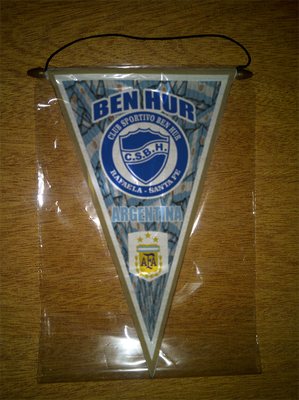 BEN HUR
CLUB SPORTIVO BEN HUR
C.S.B.H.
RAFAELA - SANTA FE
ARGENTINA
AFA